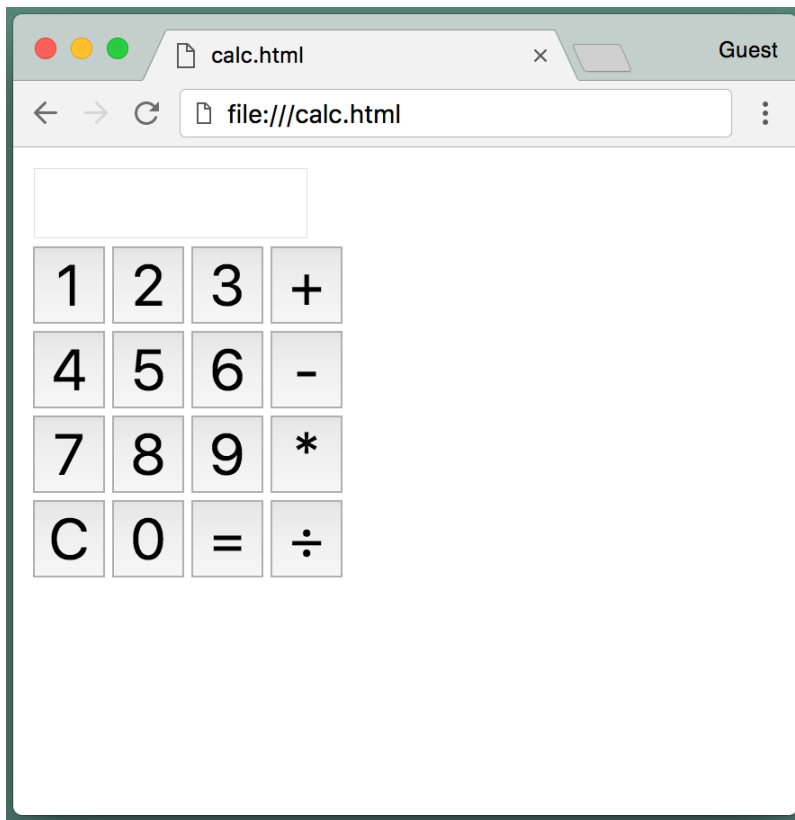 calc.html
Guest
file:///calc.html
1 2 3 +
4 5 6 -
7 8 9 *
C 0 = ÷